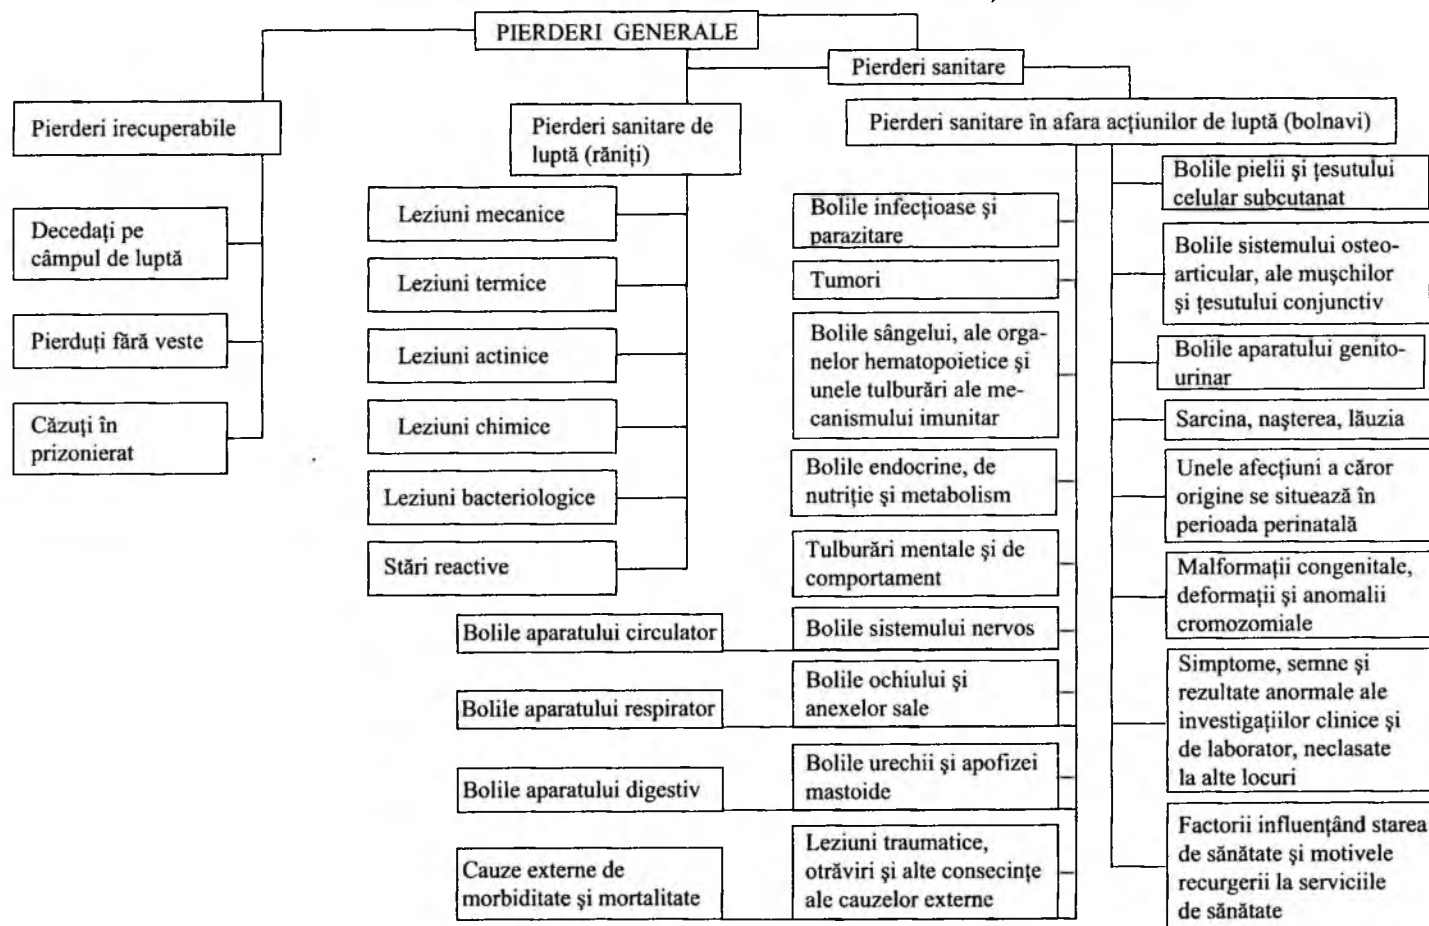 PIERDERI GENERALE
Pierderi sanitare
Pierderi irecuperabile
Decedați pe
câmpul de luptă
Pierduți fără veste
Căzuți în
prizonierat
Pierderi sanitare de
luptă (răniți)
Leziuni mecanice
Leziuni termice
Leziuni actinice
Leziuni chimice
Leziuni bacteriologice
Stări reactive
Pierderi sanitare în afara acțiunilor de luptă (bolnavi)
Bolile infecțioase și
parazitare
Tumori
Bolile sângelui, ale orga-
nelor hematopoietice și
unele tulburări ale me-
canismului imunitar
Bolile endocrine, de
nutriție și metabolism
Tulburări mentale și de
comportament
Bolile sistemului nervos
Bolile ochiului și
anexelor sale
Bolile urechii și apofizei
mastoide
Leziuni traumatice,
otrăviri și alte consecințe
ale cauzelor externe
Bolile aparatului circulator
Bolile aparatului respirator
Bolile aparatului digestiv
Cauze externe de
morbiditate și mortalitate
Bolile pielii și țesutului
celular subcutanat
Bolile sistemului osteo-
articular, ale mușchilor
și țesutului conjunctiv
Bolile aparatului genito-
urinar
Sarcina, nașterea, lăuzia
Unele afecțiuni a căror
origine se situează în
perioada perinatală
Malformații congenitale,
deformații și anomalii
cromozomiale
Simptome, semne și
rezultate anormale ale
investigațiilor clinice și
de laborator, neclasate
la alte locuri
Factorii influențând starea
de sănătate și motivele
recurgerii la serviciile
de sănătate